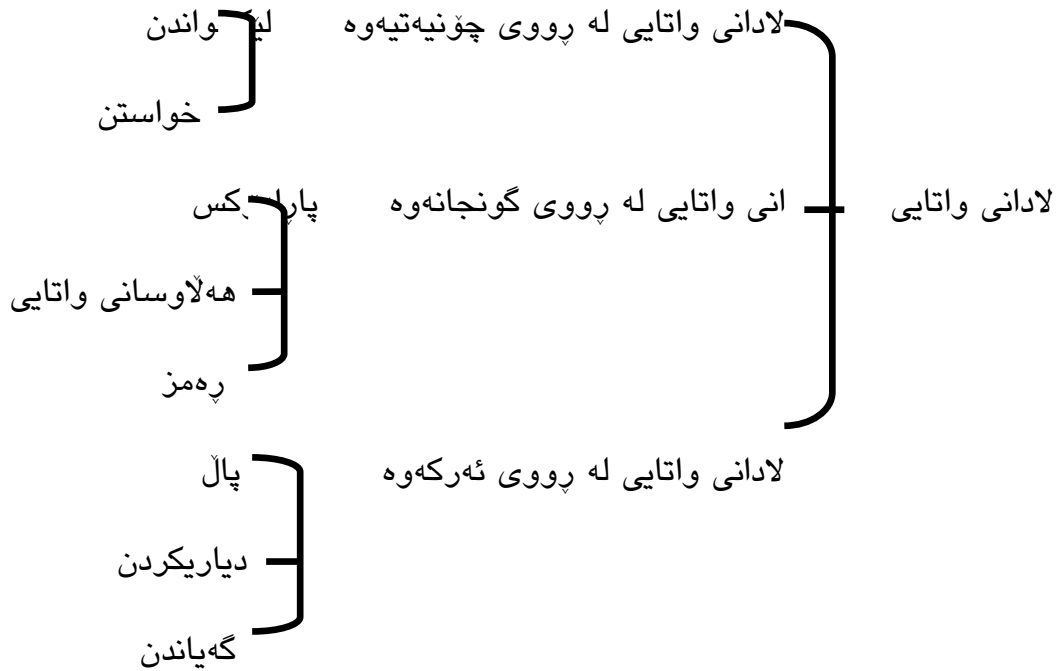 لادانی واتایی لە ڕووی چۆنیەتیەوە
خواستن
لادانی واتایی انی واتایی لە ڕووی گونجانەوە
هەڵاوسانی واتایی
ڕەمز
لادانی واتایی لە ڕووی ئەرکەوە پاڵ
دیاریکردن
گەیاندن